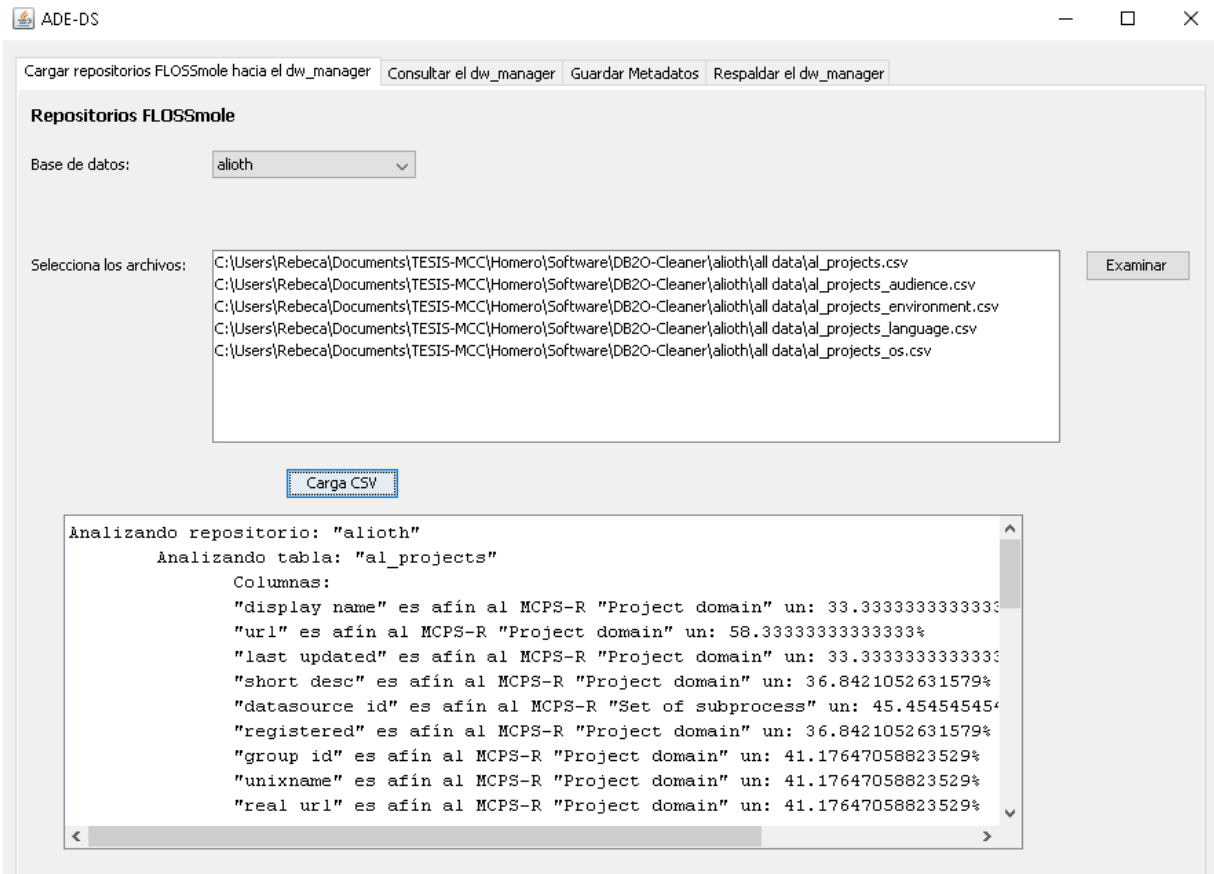 ADE-DS
Cargar repositorios FLOSSmole hacia el dw_manager Consultar el dw_manager Guardar Metadatos Respaldar el dw_manager
Repositorios FLOSSmole
Base de datos: alioth
Selecciona los archivos: C:\Users\Rebeca\Documents\TESIS-MCC\Homero\Software\DB2O-Cleaner\alioth\all data\al_projects.csv Examinar
C:\Users\Rebeca\Documents\TESIS-MCC\Homero\Software\DB2O-Cleaner\alioth\all data\al_projects_audience.csv
C:\Users\Rebeca\Documents\TESIS-MCC\Homero\Software\DB2O-Cleaner\alioth\all data\al_projects_environment.csv
C:\Users\Rebeca\Documents\TESIS-MCC\Homero\Software\DB2O-Cleaner\alioth\all data\al_projects_language.csv
C:\Users\Rebeca\Documents\TESIS-MCC\Homero\Software\DB2O-Cleaner\alioth\all data\al_projects_os.csv
Carga CSV
Analizando repositorio: "alioth"
Analizando tabla: "al_projects"
Columnas:
"display name" es afín al MCPS-R "Project domain" un: 33.3333333333333
"url" es afín al MCPS-R "Project domain" un: 58.33333333333333%
"last updated" es afín al MCPS-R "Project domain" un: 33.3333333333333
"short desc" es afín al MCPS-R "Project domain" un: 36.8421052631579%
"datasource id" es afín al MCPS-R "Set of subprocess" un: 45.454545454
"registered" es afín al MCPS-R "Project domain" un: 36.8421052631579%
"group id" es afín al MCPS-R "Project domain" un: 41.17647058823529%
"unixname" es afín al MCPS-R "Project domain" un: 41.17647058823529%
"real url" es afín al MCPS-R "Project domain" un: 41.17647058823529%